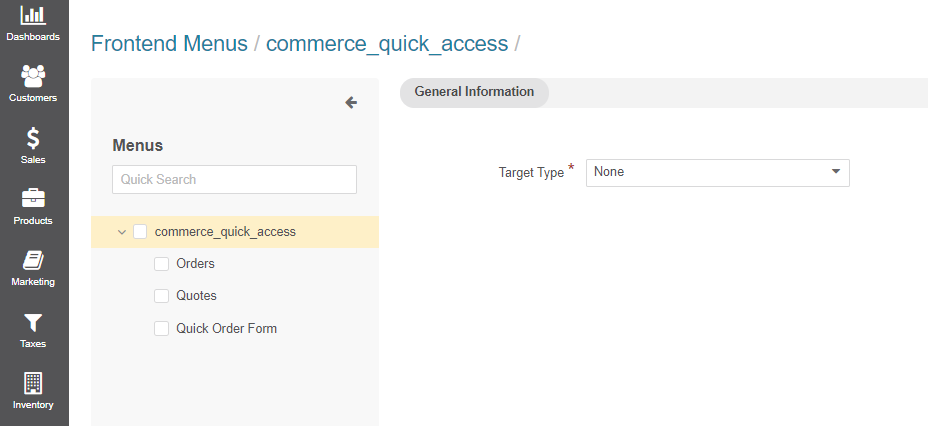 Dashboards
Customers
Sales
Products
Marketing
Taxes
Inventory
Frontend Menus / commerce_quick_access /
Menus
Quick Search
commerce_quick_access
Orders
Quotes
Quick Order Form
General Information
Target Type * None